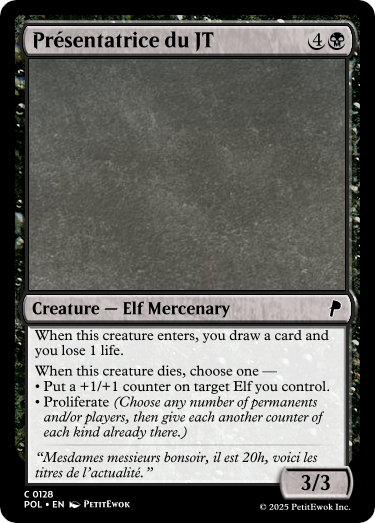 Présentatrice du JT
4
Creature — Elf Mercenary
When this creature enters, you draw a card and
you lose 1 life.
When this creature dies, choose one —
• Put a +1/+1 counter on target Elf you control.
• Proliferate (Choose any number of permanents
and/or players, then give each another counter of
each kind already there.)
“Mesdames messieurs bonsoir, il est 20h, voici les
titres de l’actualité.”
3/3
C 0128
POL • EN PetitEwok
© 2025 PetitEwok Inc.